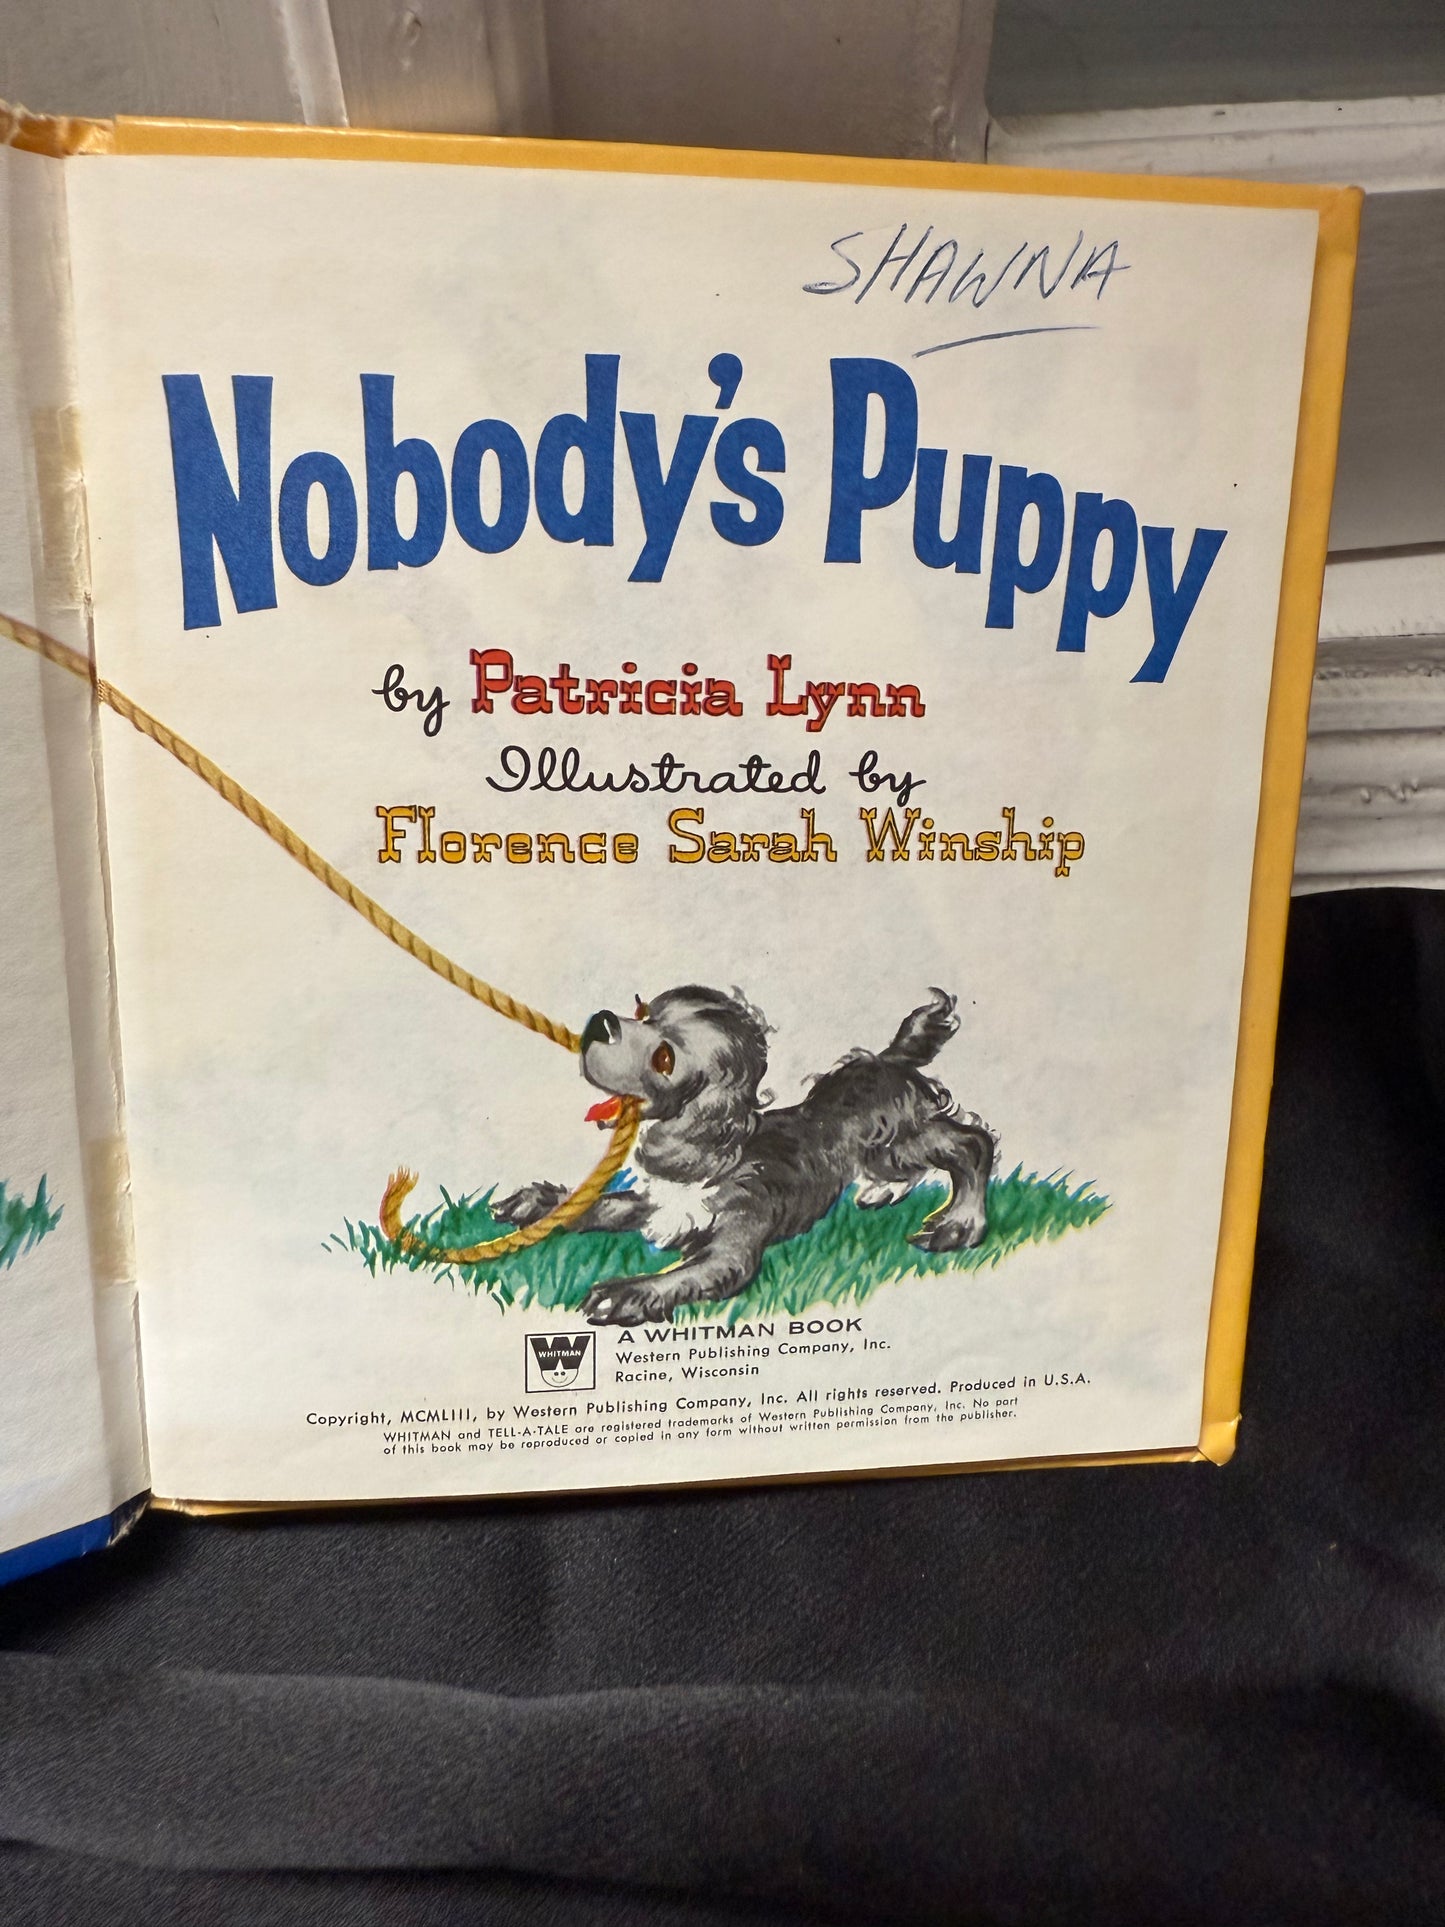 SHAWNA
Nobody's Puppy
by Patricia Lynn
Illustrated by
Florence Sarah Winship
W
WHITMAN
A WHITMAN BOOK
Western Publishing Company, Inc.
Racine, Wisconsin
Copyright, MCMLIII, by Western Publishing Company, Inc. All rights reserved. Produced in U.S.A.
WHITMAN and TELL-A-TALE are registered trademarks of Western Publishing Company, Inc. No part
of this book may be reproduced or copied in any form without written permission from the publisher.